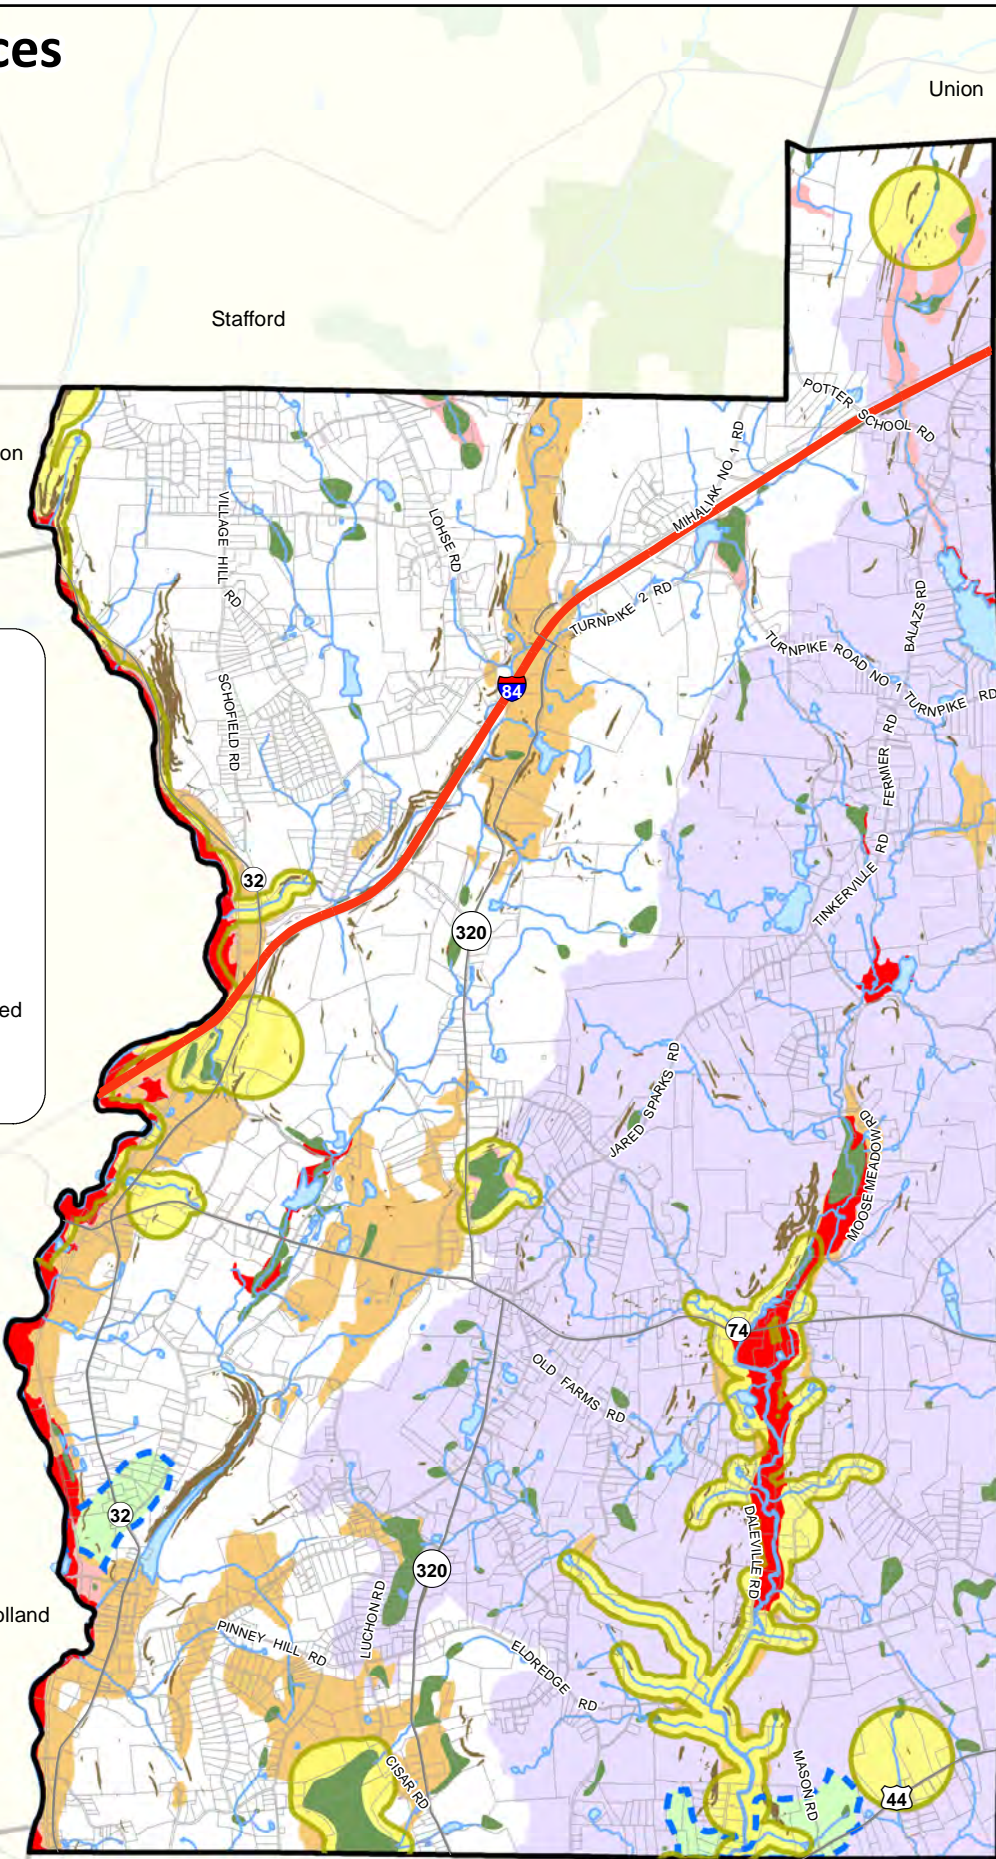 ces
Union
Stafford
POTTER SCHOOL RD
on
MIHALIAK NO 1 RD
VILLAGE HILL RD
LOHSE RD
TURNPIKE 2 RD
BALAZS RD
TURNPIKE ROAD NO 1
TURNPIKE RD
SCHOFIELD RD
84
FERMIER RD
32
TINKERVILLE RD
320
ed
JARED SPARKS RD
MOOSE MEADOW RD
74
OLD FARMS RD
32
DALEVILLE RD
320
olland
LUCHON RD
PINNEY HILL RD
ELDREDGE RD
CISAR RD
MASON RD
44